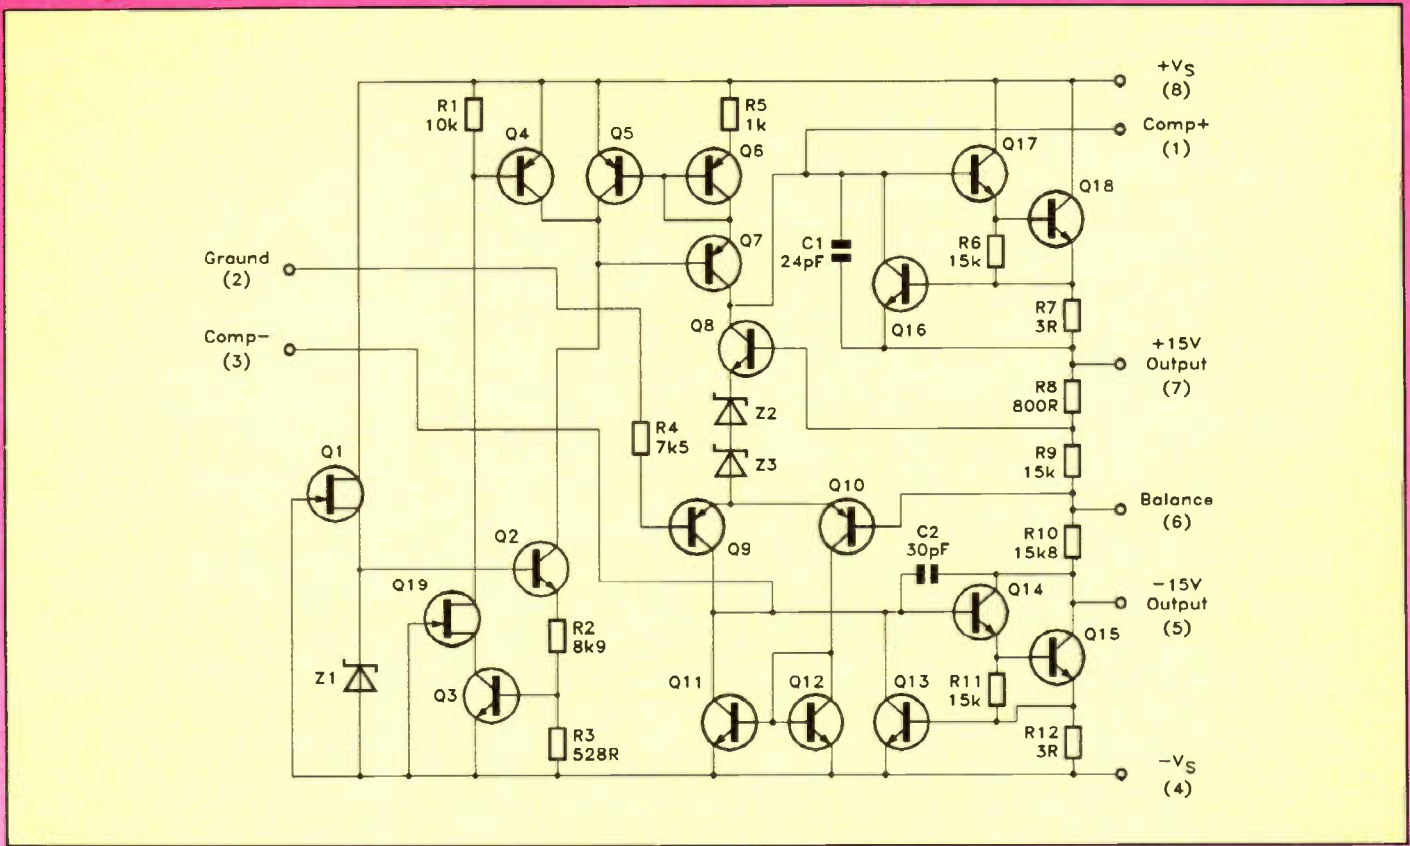 +VS
(8)
R1
10k
Q4
Q5
R5
1k
Comp+
(1)
Q6
Q17
Q18
Ground
(2)
Q7
C1
24pF
R6
15k
Q16
R7
3R
Comp-
(3)
Q8
+15V
Output
(7)
Z2
R8
800R
R4
7k5
Q1
Z3
R9
15k
Q10
Balance
(6)
Q2
Q9
C2
30pF
R10
15k8
Q19
Q14
-15V
Output
(5)
R2
8k9
Q15
Z1
Q3
Q11
Q12
Q13
R11
15k
R3
528R
R12
3R
-VS
(4)